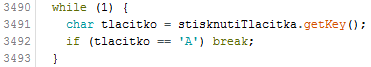 3490 while (1) {
3491 char tlacitko = stisknutiTlacitka.getKey();
3492 if (tlacitko == 'A') break;
3493 }